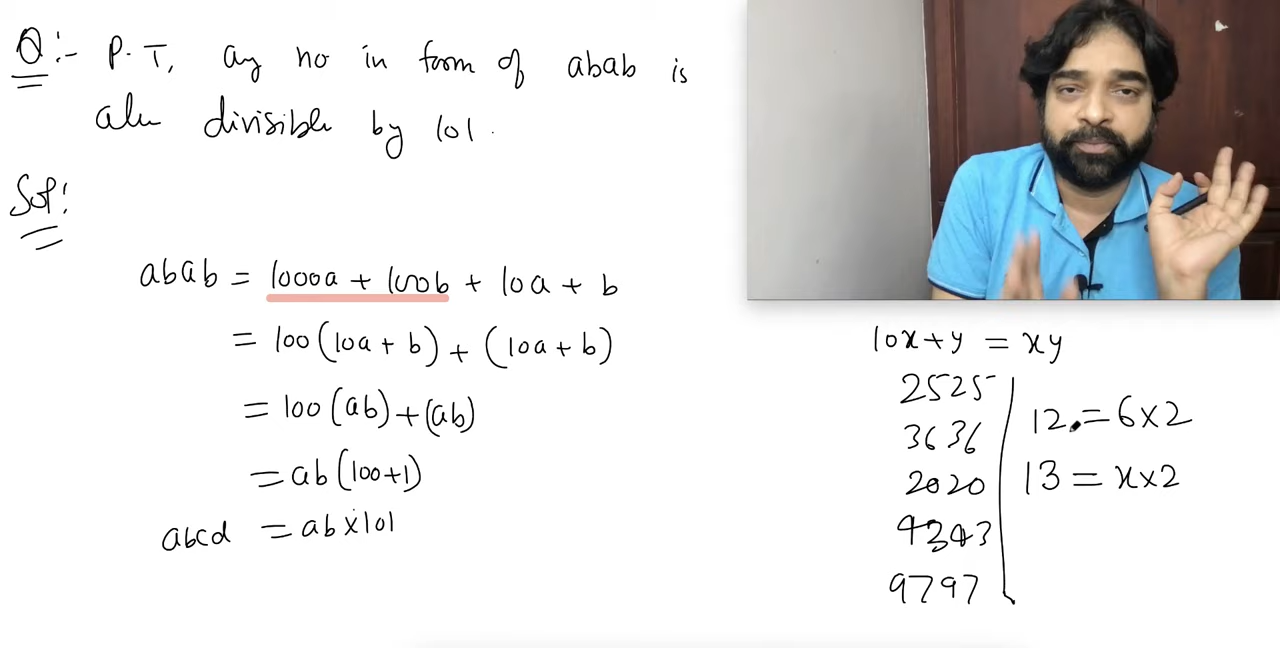 Q:- P.T, ay no in form of abab is
alw divisible by 101.
Sol:
abab = 1000a + 100b + 10a + b
= 100(10a + b) + (10a + b)
= 100(ab) + (ab)
= ab(100+1)
abcd = ab×101
10x+y = xy
2525
3636
2020
4343
9797
12 = 6×2
13 = x×2